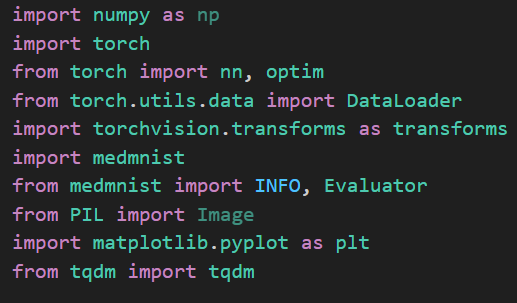 import numpy as np
import torch
from torch import nn, optim
from torch.utils.data import DataLoader
import torchvision.transforms as transforms
import medmnist
from medmnist import INFO, Evaluator
from PIL import Image
import matplotlib.pyplot as plt
from tqdm import tqdm